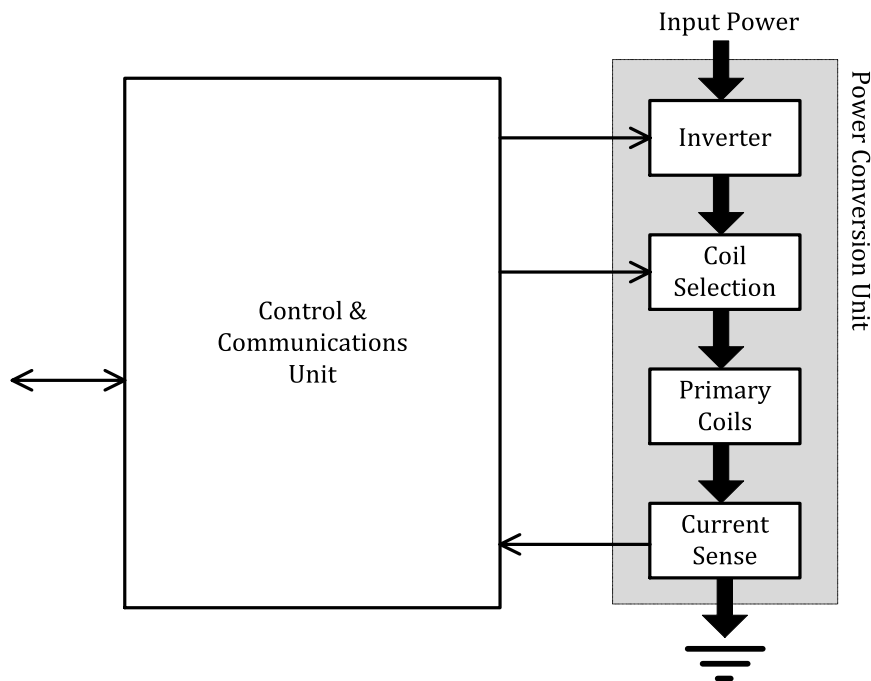 Input Power
Power Conversion Unit
Inverter
Coil
Selection
Control &
Communications
Unit
Primary
Coils
Current
Sense